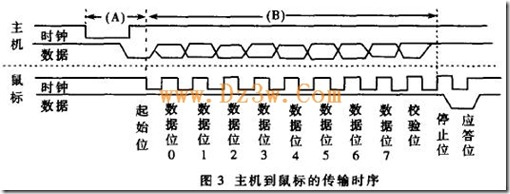 (A) (B)
主机 时钟
数据
鼠标 时钟
数据
www.Dz3w.Com
起始位 数据位0 数据位1 数据位2 数据位3 数据位4 数据位5 数据位6 数据位7 校验位 停止位 应答位
图3 主机到鼠标的传输时序